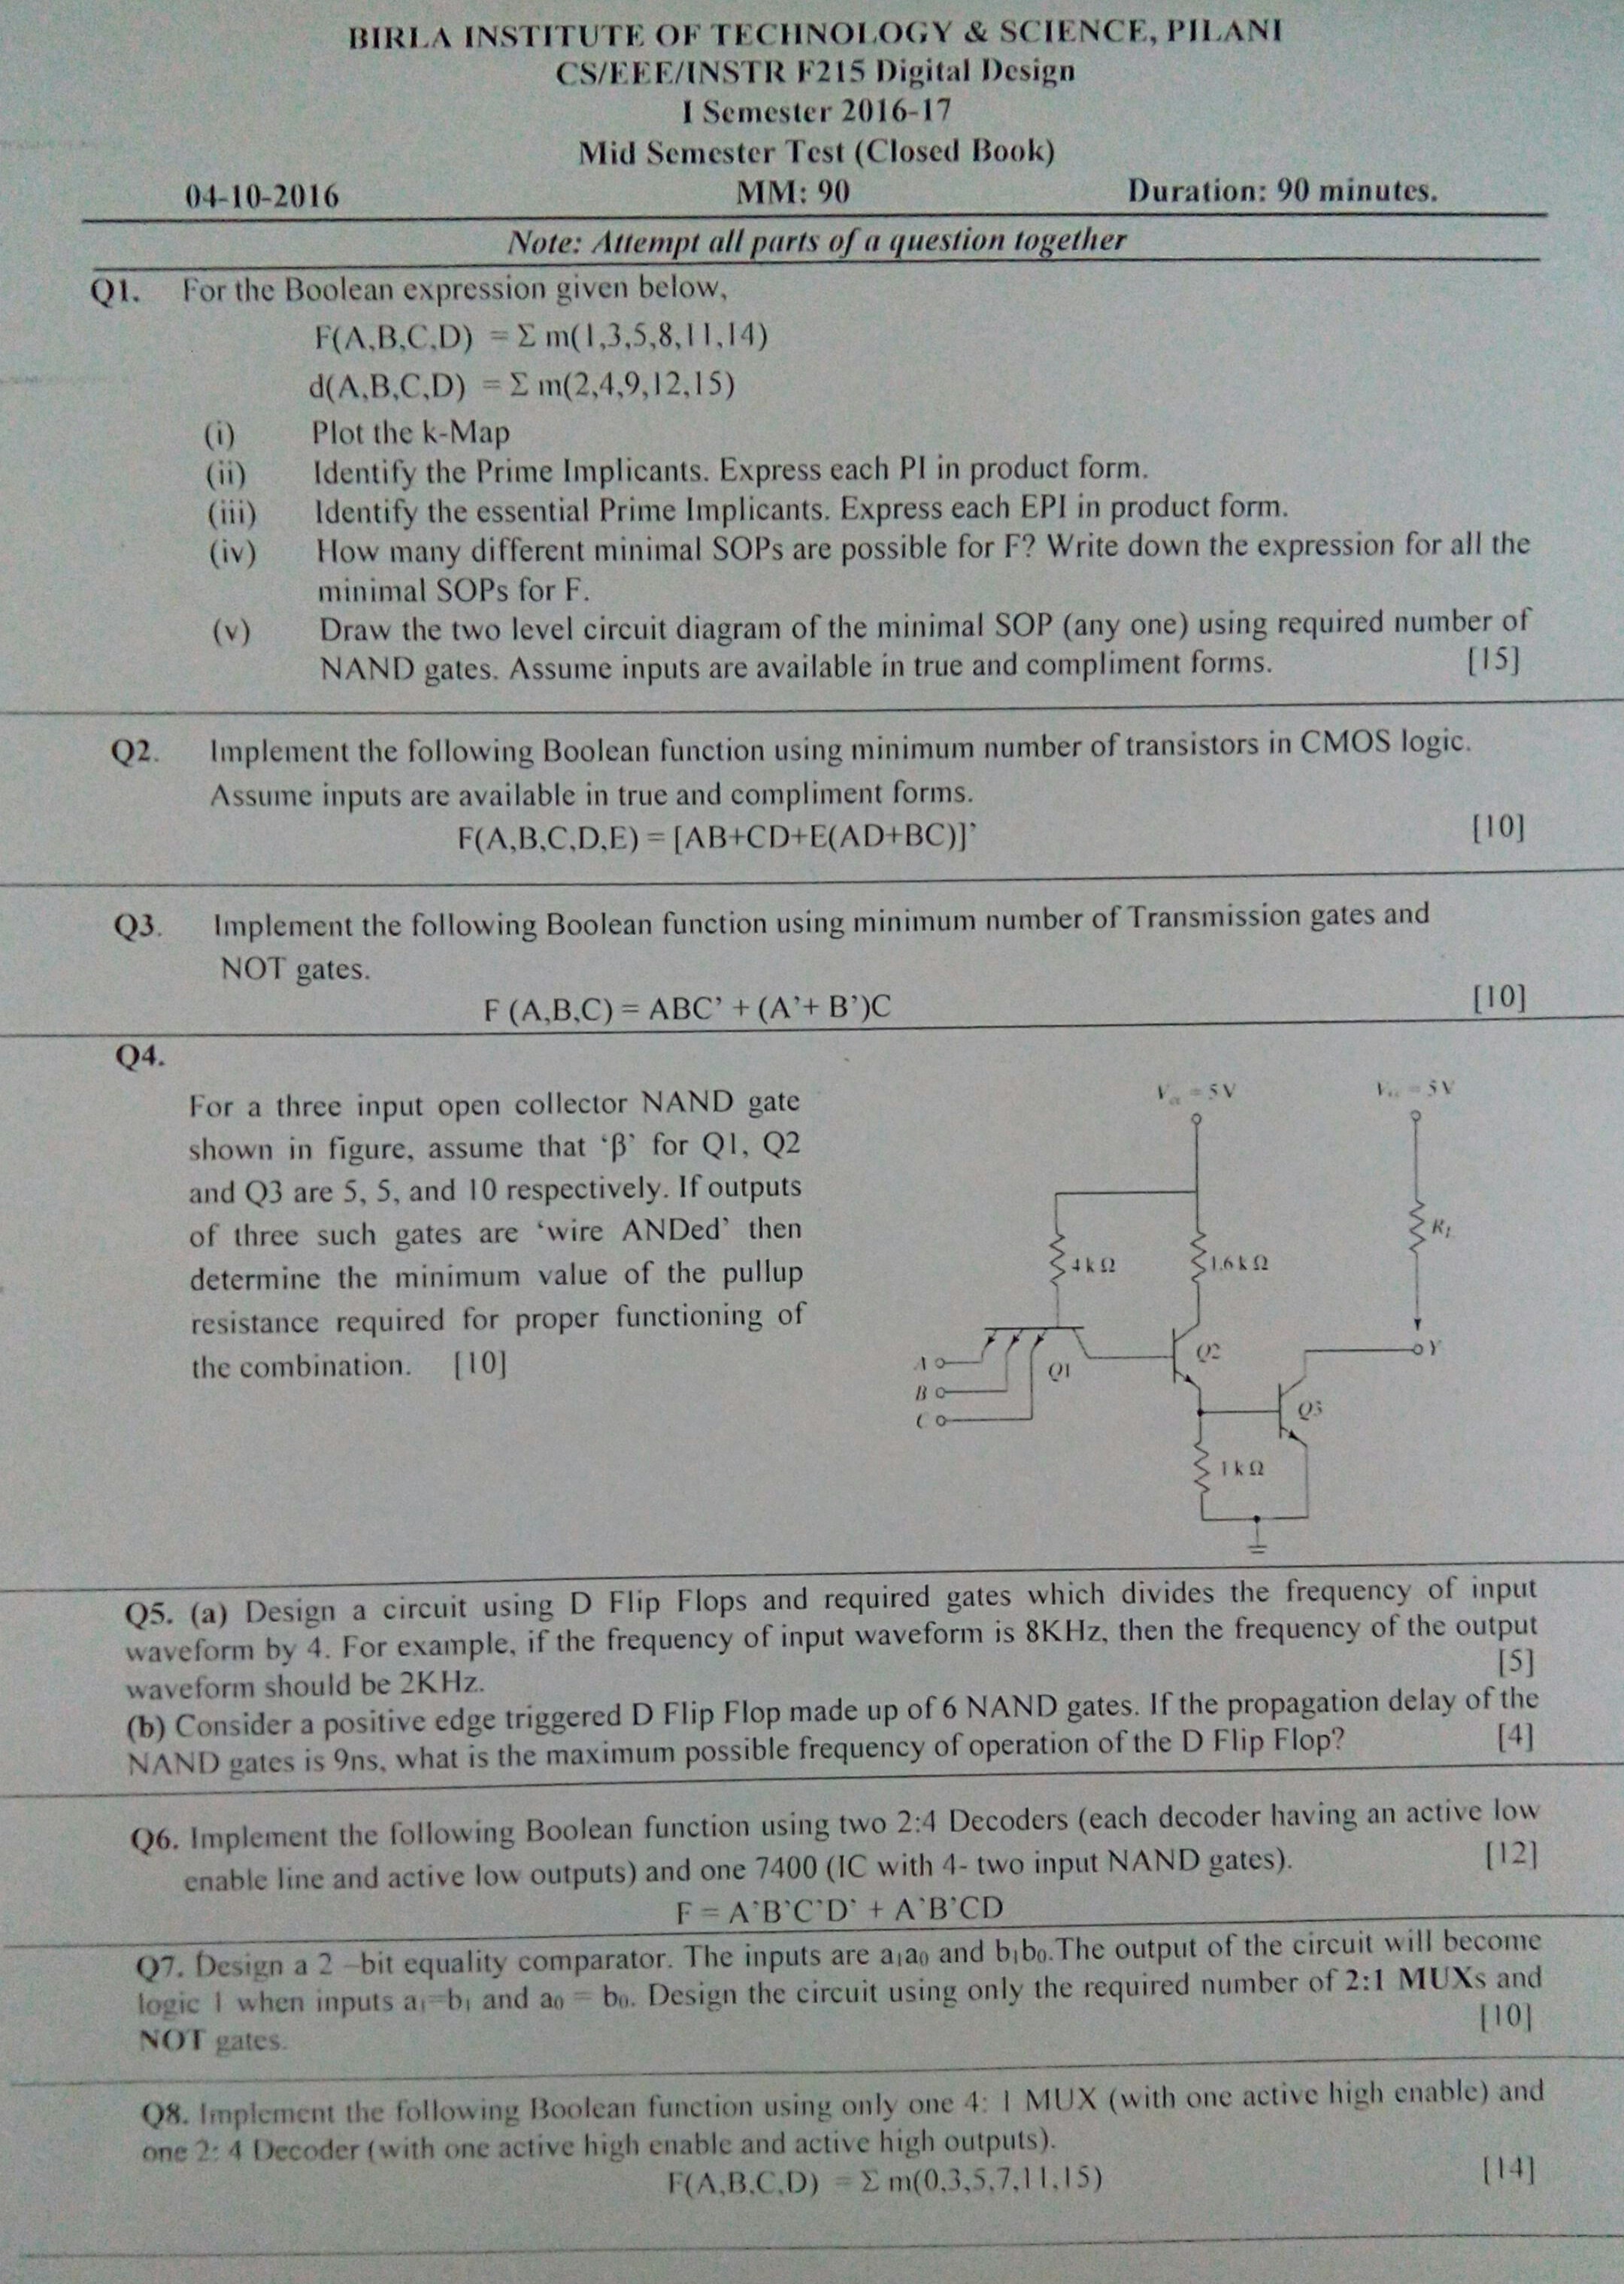 BIRLA INSTITUTE OF TECHNOLOGY & SCIENCE, PILANI
CS/EEE/INSTR F215 Digital Design
I Semester 2016-17
Mid Semester Test (Closed Book)
04-10-2016 MM: 90 Duration: 90 minutes.
Note: Attempt all parts of a question together
Q1. For the Boolean expression given below,
F(A,B,C,D) = Σ m(1,3,5,8,11,14)
d(A,B,C,D) = Σ m(2,4,9,12,15)
(i) Plot the k-Map
(ii) Identify the Prime Implicants. Express each PI in product form.
(iii) Identify the essential Prime Implicants. Express each EPI in product form.
(iv) How many different minimal SOPs are possible for F? Write down the expression for all the
minimal SOPs for F.
(v) Draw the two level circuit diagram of the minimal SOP (any one) using required number of
NAND gates. Assume inputs are available in true and compliment forms. [15]
Q2. Implement the following Boolean function using minimum number of transistors in CMOS logic.
Assume inputs are available in true and compliment forms.
F(A,B,C,D,E) = [AB+CD+E(AD+BC)]' [10]
Q3. Implement the following Boolean function using minimum number of Transmission gates and
NOT gates.
F (A,B,C) = ABC' + (A'+ B')C [10]
Q4.
For a three input open collector NAND gate
shown in figure, assume that 'β' for Q1, Q2
and Q3 are 5, 5, and 10 respectively. If outputs
of three such gates are 'wire ANDed' then
determine the minimum value of the pullup
resistance required for proper functioning of
the combination. [10]
= 5V = 5V
4kΩ 1.6kΩ
A Q1 Q2 Y
B
C Q3
1kΩ
Q5. (a) Design a circuit using D Flip Flops and required gates which divides the frequency of input
waveform by 4. For example, if the frequency of input waveform is 8KHz, then the frequency of the output
waveform should be 2KHz. [5]
(b) Consider a positive edge triggered D Flip Flop made up of 6 NAND gates. If the propagation delay of the
NAND gates is 9ns, what is the maximum possible frequency of operation of the D Flip Flop? [4]
Q6. Implement the following Boolean function using two 2:4 Decoders (each decoder having an active low
enable line and active low outputs) and one 7400 (IC with 4- two input NAND gates). [12]
F = A'B'C'D' + A'B'CD
Q7. Design a 2 –bit equality comparator. The inputs are a₁a₀ and b₁b₀.The output of the circuit will become
logic 1 when inputs a₁=b₁ and a₀ = b₀. Design the circuit using only the required number of 2:1 MUXs and
NOT gates. [10]
Q8. Implement the following Boolean function using only one 4: 1 MUX (with one active high enable) and
one 2: 4 Decoder (with one active high enable and active high outputs).
F(A,B,C,D) = Σ m(0,3,5,7,11,15) [14]